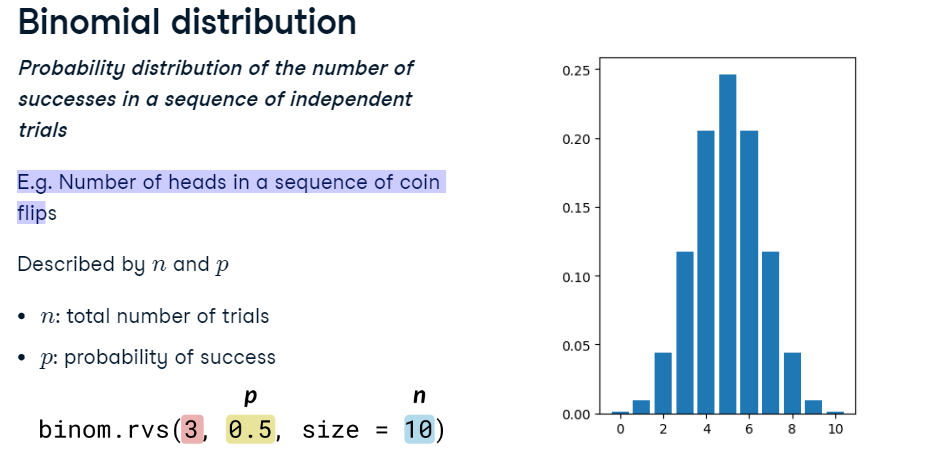 Binomial distribution
Probability distribution of the number of
successes in a sequence of independent
trials
E.g. Number of heads in a sequence of coin
flips
Described by n and p
• n: total number of trials
• p: probability of success
p n
binom.rvs(3, 0.5, size = 10)
0.25
0.20
0.15
0.10
0.05
0.00
0 2 4 6 8 10